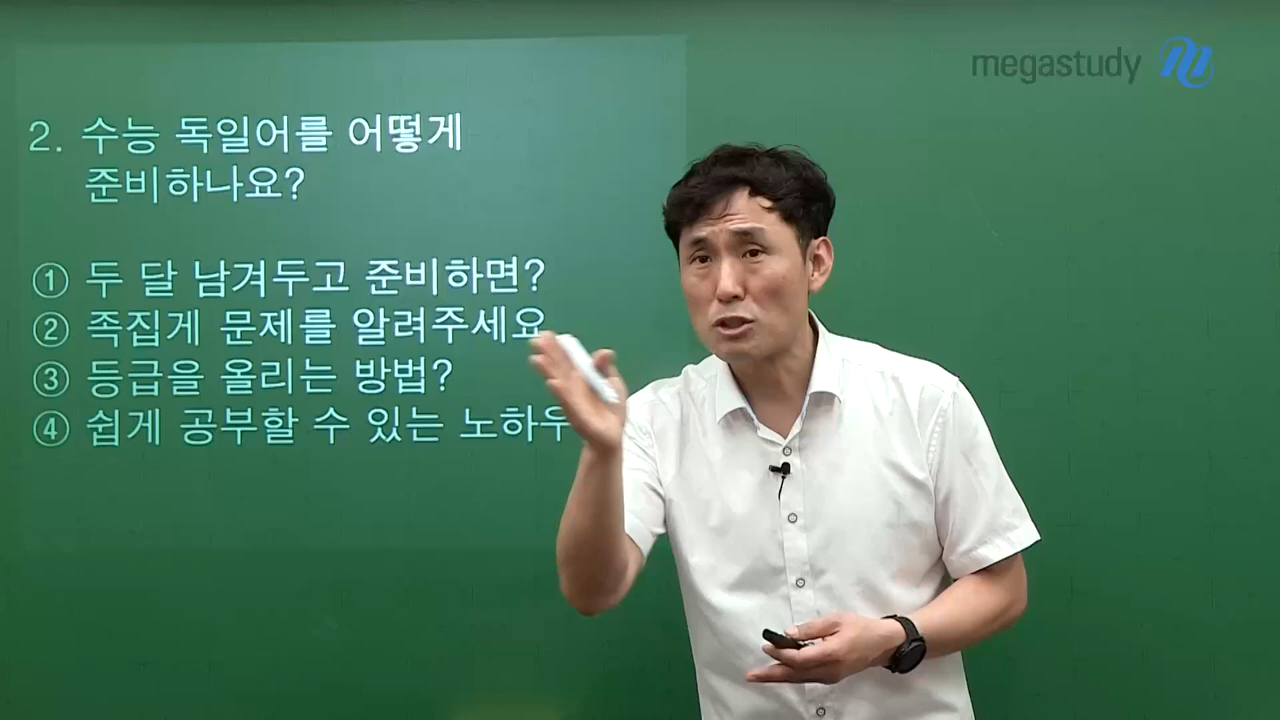 megastudy
2. 수능 독일어를 어떻게
준비하나요?
① 두 달 남겨두고 준비하면?
② 족집게 문제를 알려주세요
③ 등급을 올리는 방법?
④ 쉽게 공부할 수 있는 노하우